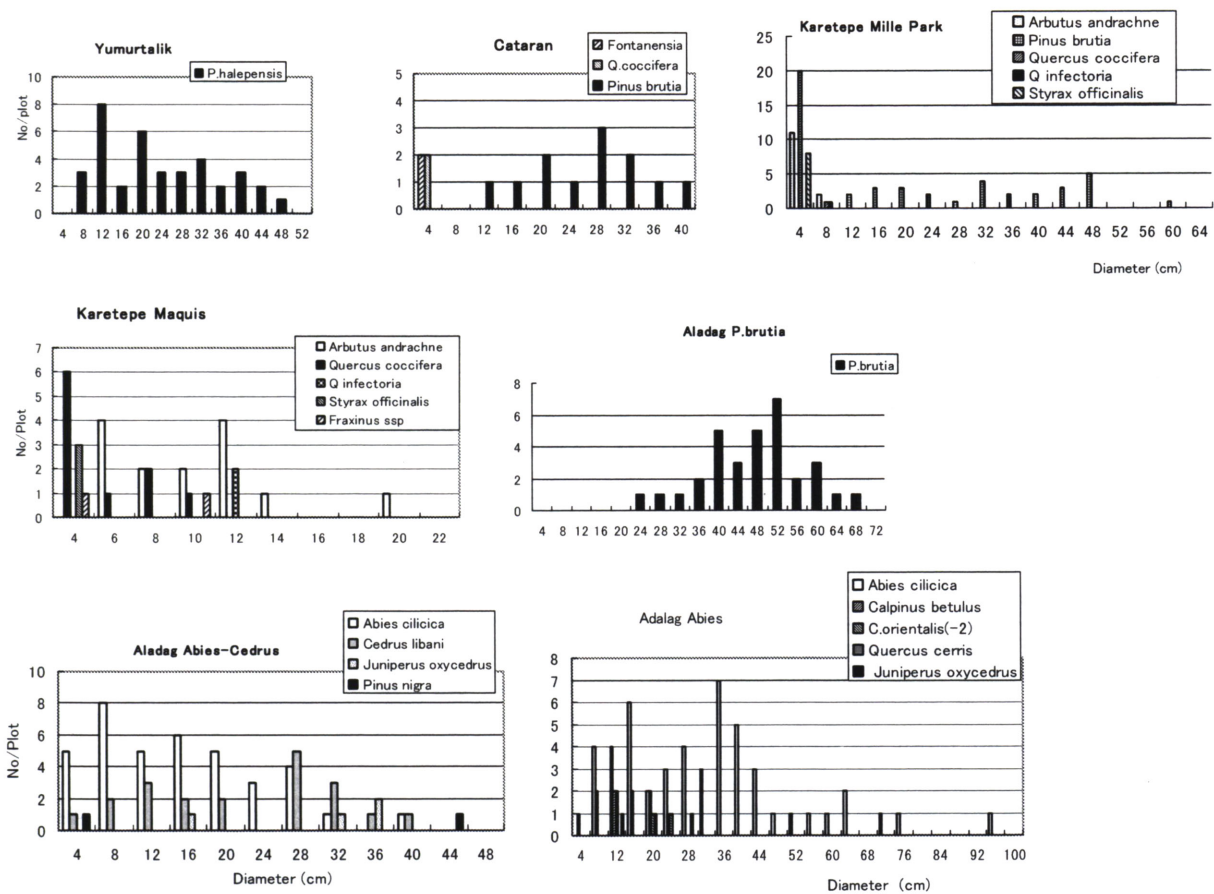 Yumurtalik
P.halepensis
No/plot
10
8
6
4
2
0
4 8 12 16 20 24 28 32 36 40 44 48 52
Cataran
Fontanensia
Q.coccifera
Pinus brutia
5
4
3
2
1
0
4 8 12 16 20 24 28 32 36 40
Karetepe Mille Park
Arbutus andrachne
Pinus brutia
Quercus coccifera
Q infectoria
Styrax officinalis
25
20
15
10
5
0
4 8 12 16 20 24 28 32 36 40 44 48 52 56 60 64
Diameter (cm)
Karetepe Maquis
Arbutus andrachne
Quercus coccifera
Q infectoria
Styrax officinalis
Fraxinus ssp
No/Plot
7
6
5
4
3
2
1
0
4 6 8 10 12 14 16 18 20 22
Aladag P.brutia
P.brutia
8
6
4
2
0
4 8 12 16 20 24 28 32 36 40 44 48 52 56 60 64 68 72
Aladag Abies-Cedrus
Abies cilicica
Cedrus libani
Juniperus oxycedrus
Pinus nigra
No/Plot
10
8
6
4
2
0
4 8 12 16 20 24 28 32 36 40 44 48
Diameter (cm)
Adalag Abies
Abies cilicica
Calpinus betulus
C.orientalis(-2)
Quercus cerris
Juniperus oxycedrus
8
7
6
5
4
3
2
1
0
4 12 20 28 36 44 52 60 68 76 84 92 100
Diameter (cm)